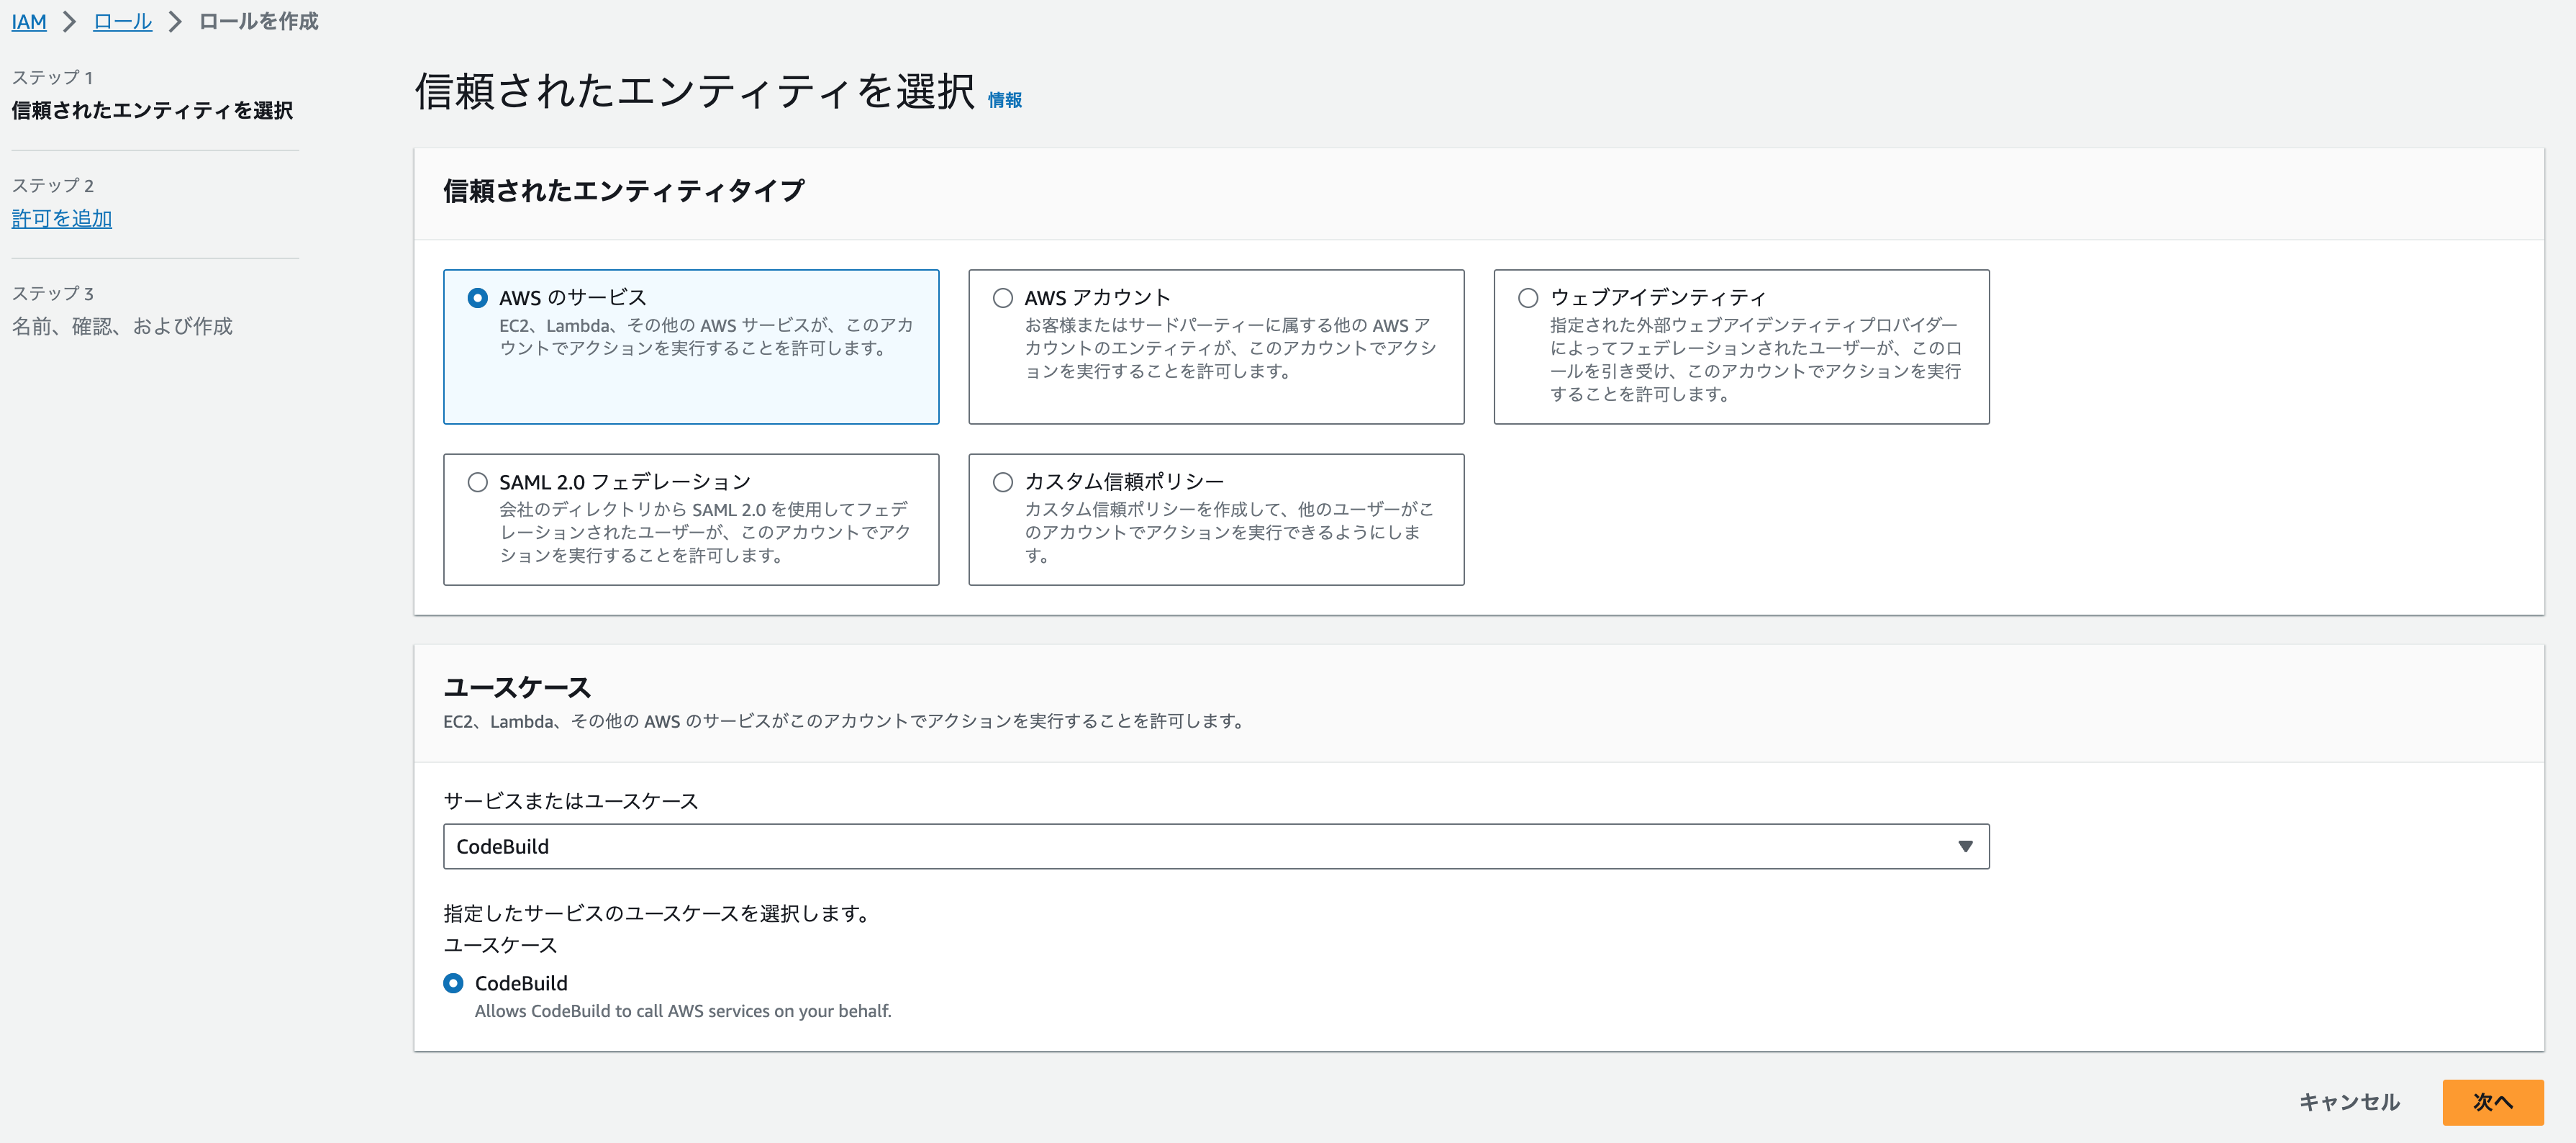 IAM > ロール > ロールを作成
ステップ 1
信頼されたエンティティを選択
ステップ 2
許可を追加
ステップ 3
名前、確認、および作成
信頼されたエンティティを選択 情報
信頼されたエンティティタイプ
AWS のサービス
EC2、Lambda、その他の AWS サービスが、このアカ
ウントでアクションを実行することを許可します。
AWS アカウント
お客様またはサードパーティーに属する他の AWS ア
カウントのエンティティが、このアカウントでアクシ
ョンを実行することを許可します。
ウェブアイデンティティ
指定された外部ウェブアイデンティティプロバイダー
によってフェデレーションされたユーザーが、このロ
ールを引き受け、このアカウントでアクションを実行
することを許可します。
SAML 2.0 フェデレーション
会社のディレクトリから SAML 2.0 を使用してフェデ
レーションされたユーザーが、このアカウントでアク
ションを実行することを許可します。
カスタム信頼ポリシー
カスタム信頼ポリシーを作成して、他のユーザーがこ
のアカウントでアクションを実行できるようにしま
す。
ユースケース
EC2、Lambda、その他の AWS のサービスがこのアカウントでアクションを実行することを許可します。
サービスまたはユースケース
CodeBuild
指定したサービスのユースケースを選択します。
ユースケース
CodeBuild
Allows CodeBuild to call AWS services on your behalf.
キャンセル
次へ